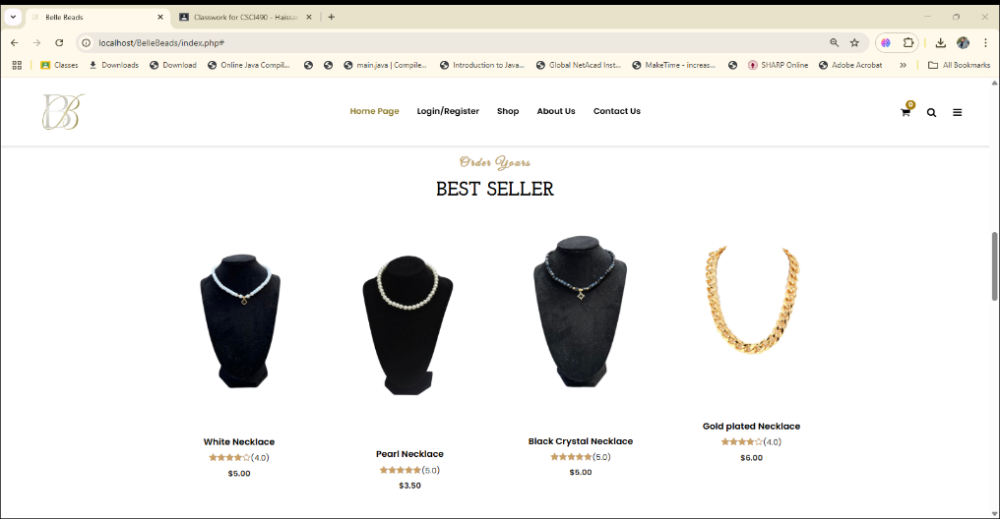 Belle Beads
Classwork for CSCI490 - Haissa
localhost/BelleBeads/index.php#
Classes
Downloads
Download
Online Java Compil...
main.java | Compile...
Introduction to Java...
Global NetAcad Inst...
MakeTime - increas...
SHARP Online
Adobe Acrobat
All Bookmarks
BB
Home Page
Login/Register
Shop
About Us
Contact Us
0
Order Yours
BEST SELLER
White Necklace
(4.0)
$5.00
Pearl Necklace
(5.0)
$3.50
Black Crystal Necklace
(5.0)
$5.00
Gold plated Necklace
(4.0)
$6.00